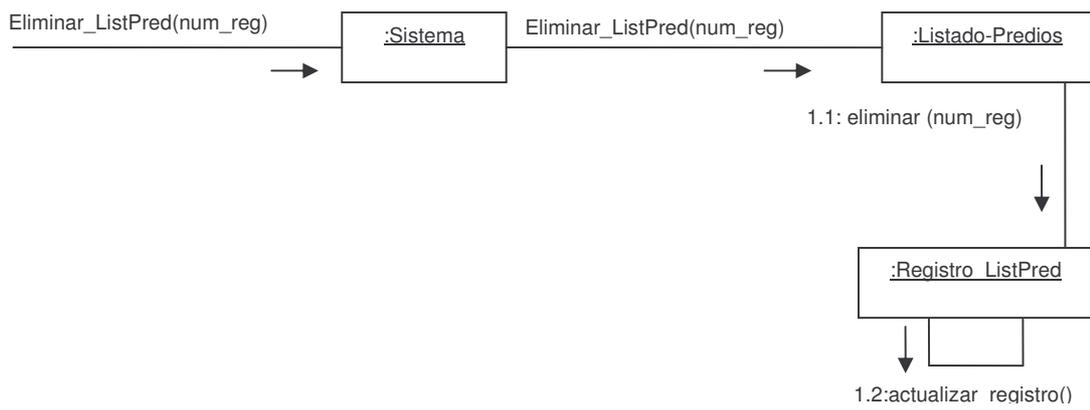 Eliminar_ListPred(num_reg)
:Sistema
Eliminar_ListPred(num_reg)
:Listado-Predios
1.1: eliminar (num_reg)
:Registro_ListPred
1.2:actualizar_registro()